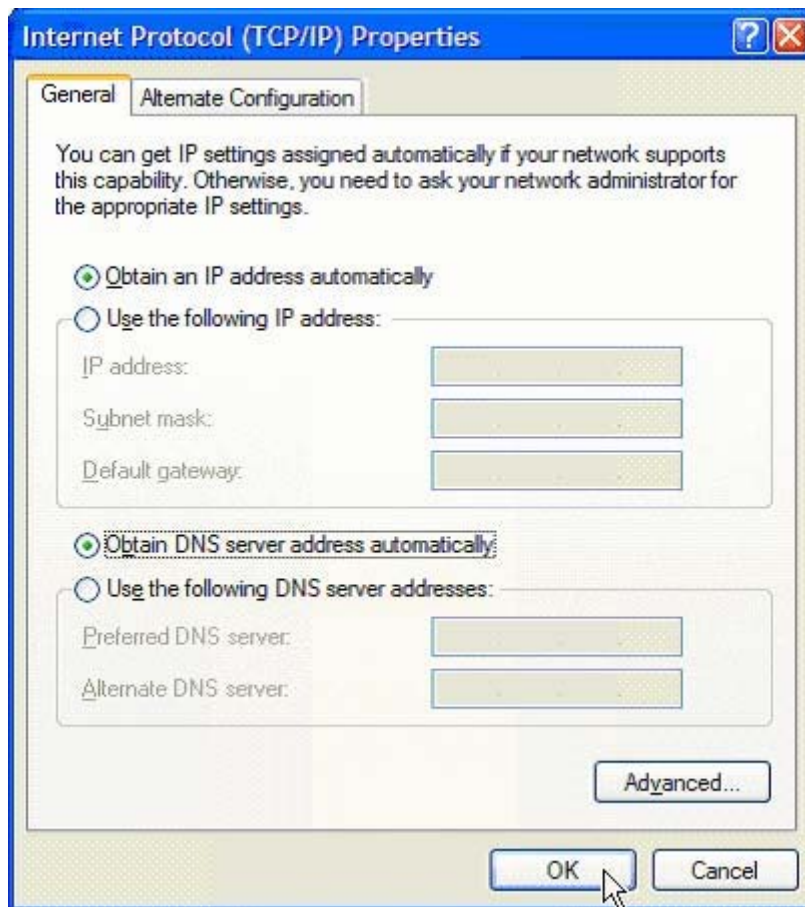 Internet Protocol (TCP/IP) Properties
General Alternate Configuration
You can get IP settings assigned automatically if your network supports
this capability. Otherwise, you need to ask your network administrator for
the appropriate IP settings.
Obtain an IP address automatically
Use the following IP address:
IP address:
Subnet mask:
Default gateway:
Obtain DNS server address automatically
Use the following DNS server addresses:
Preferred DNS server:
Alternate DNS server:
Advanced...
OK Cancel